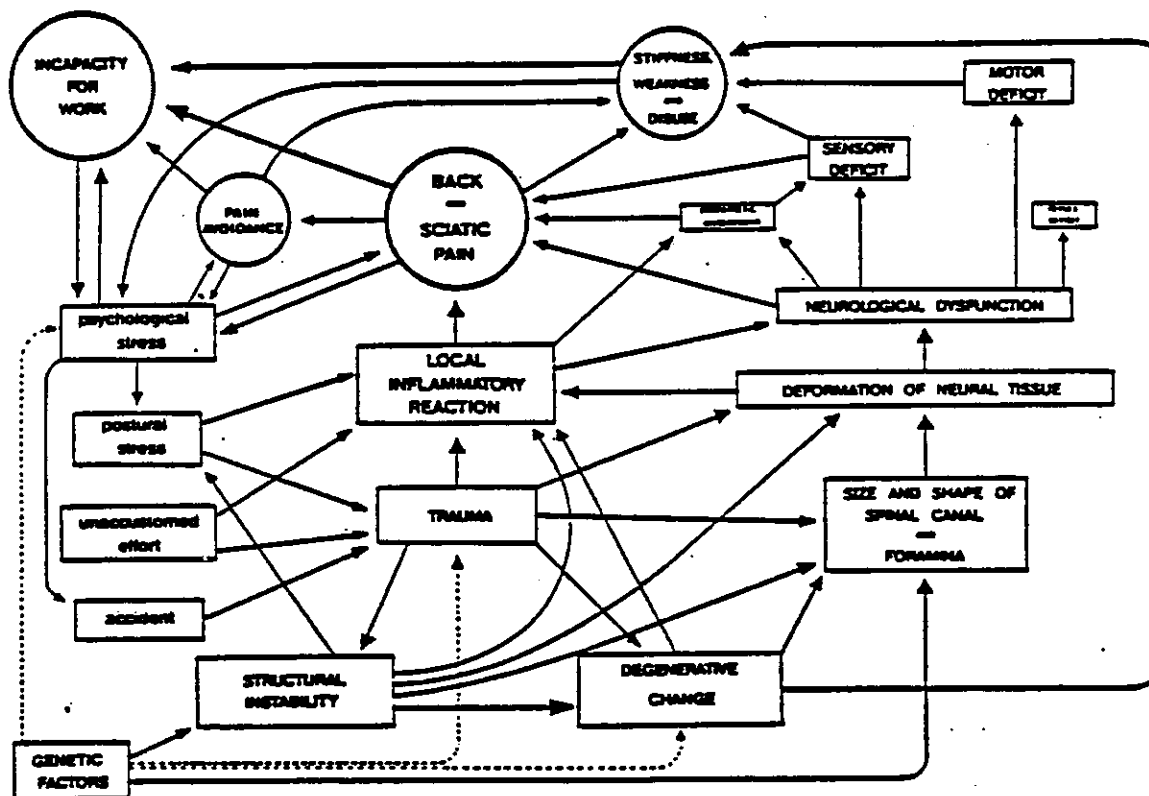 INCAPACITY
FOR
WORK
STIFFNESS,
WEAKNESS
DISUSE
MOTOR
DEFICIT
SENSORY
DEFICIT
BACK
SCIATIC
PAIN
PAIN
AVOIDANCE
NEUROLOGICAL DYSFUNCTION
psychological
stress
LOCAL
INFLAMMATORY
REACTION
DEFORMATION OF NEURAL TISSUE
postural
stress
unaccustomed
effort
TRAUMA
SIZE AND SHAPE OF
SPINAL CANAL
FORAMINA
accident
STRUCTURAL
INSTABILITY
DEGENERATIVE
CHANGE
GENETIC
FACTORS